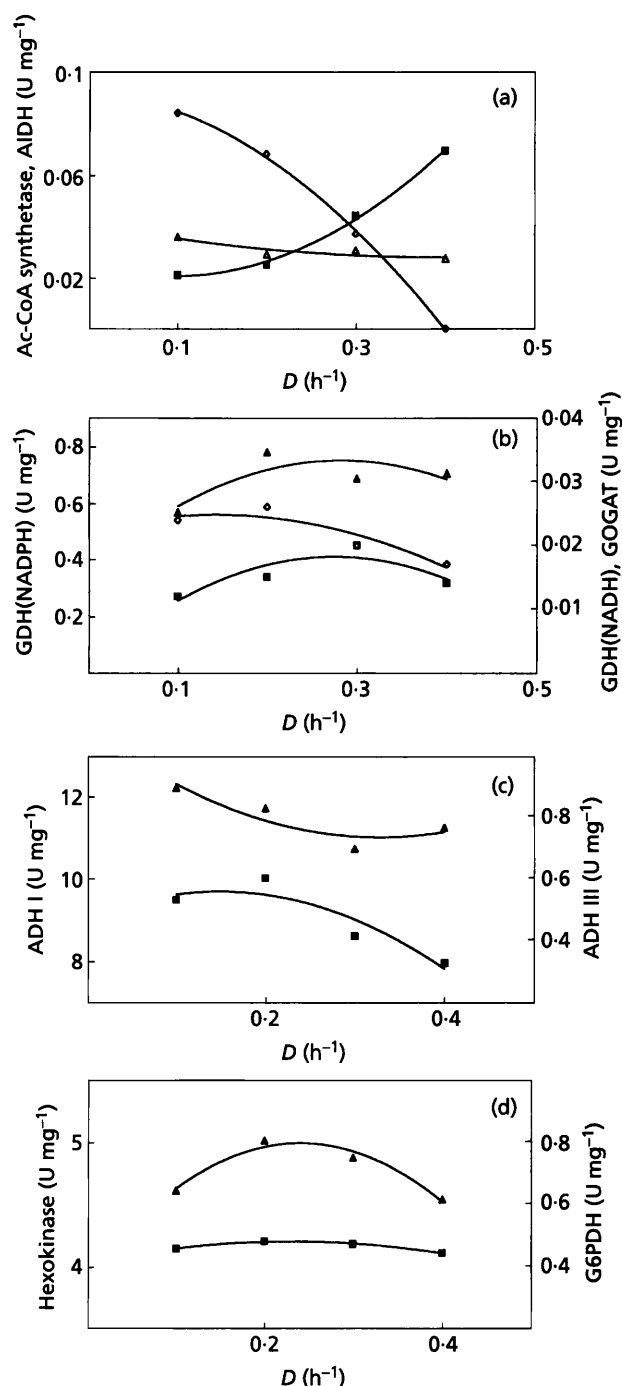 (a)
Ac-CoA synthetase, AlDH (U mg⁻¹)
0·1
0·06
0·02
0·1 0·3 0·5
D (h⁻¹)
(b)
GDH(NADPH) (U mg⁻¹)
0·8
0·6
0·4
0·2
0·04
0·03
0·02
0·01
GDH(NADH), GOGAT (U mg⁻¹)
0·1 0·3 0·5
D (h⁻¹)
(c)
ADH I (U mg⁻¹)
12
10
8
0·8
0·6
0·4
ADH III (U mg⁻¹)
0·2 0·4
D (h⁻¹)
(d)
Hexokinase (U mg⁻¹)
5
4
0·8
0·6
0·4
G6PDH (U mg⁻¹)
0·2 0·4
D (h⁻¹)